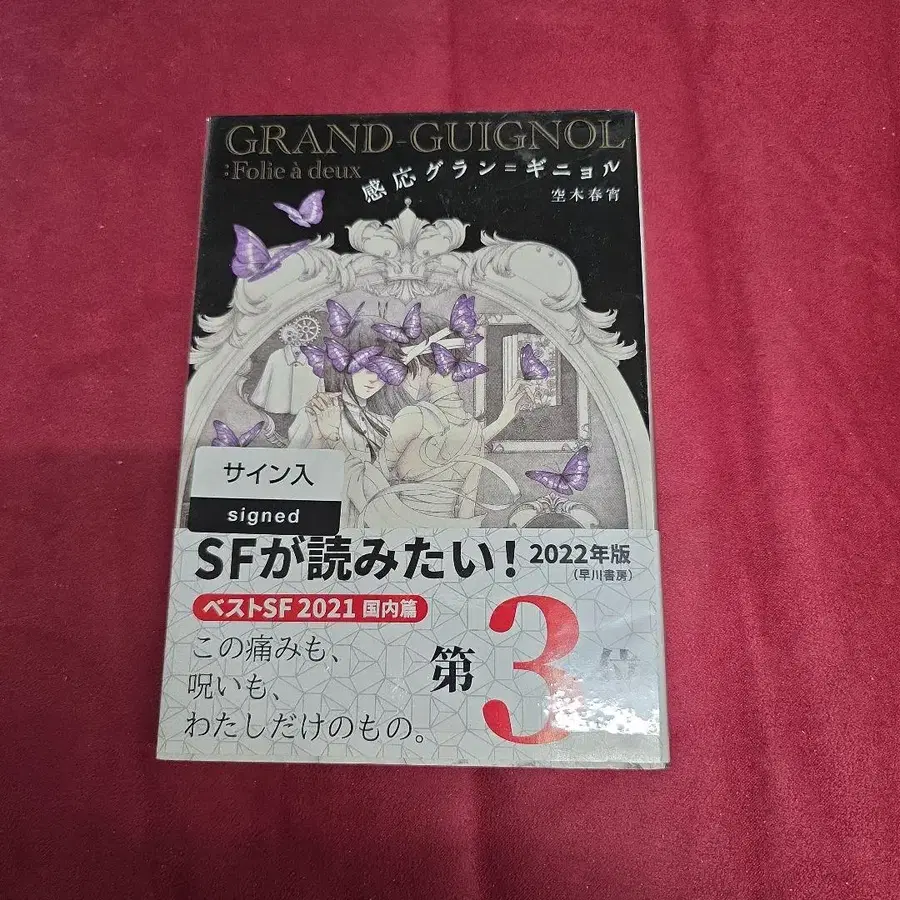 GRAND-GUIGNOL
:Folie à deux
感応グラン=ギニョル
空木春宵
サイン入
signed
SFが読みたい！2022年版
（早川書房）
ベストSF 2021 国内篇
第3位
この痛みも、
呪いも、
わたしだけのもの。